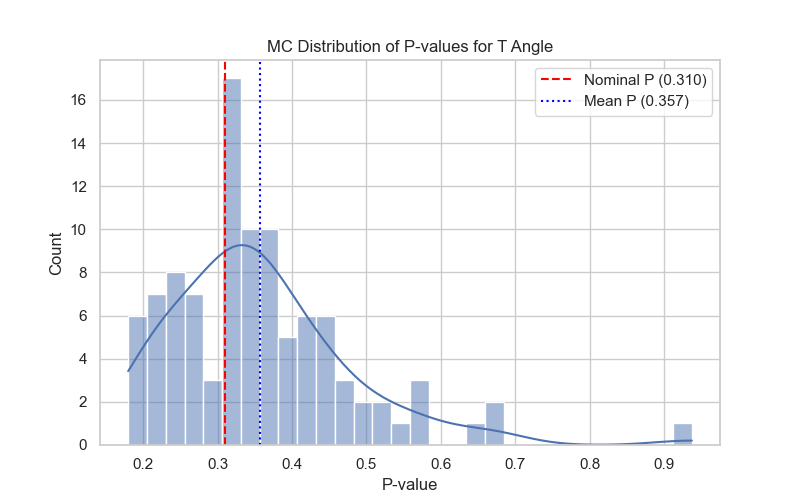 MC Distribution of P-values for T Angle
Nominal P (0.310)
Mean P (0.357)
Count
16
14
12
10
8
6
4
2
0
0.2 0.3 0.4 0.5 0.6 0.7 0.8 0.9
P-value